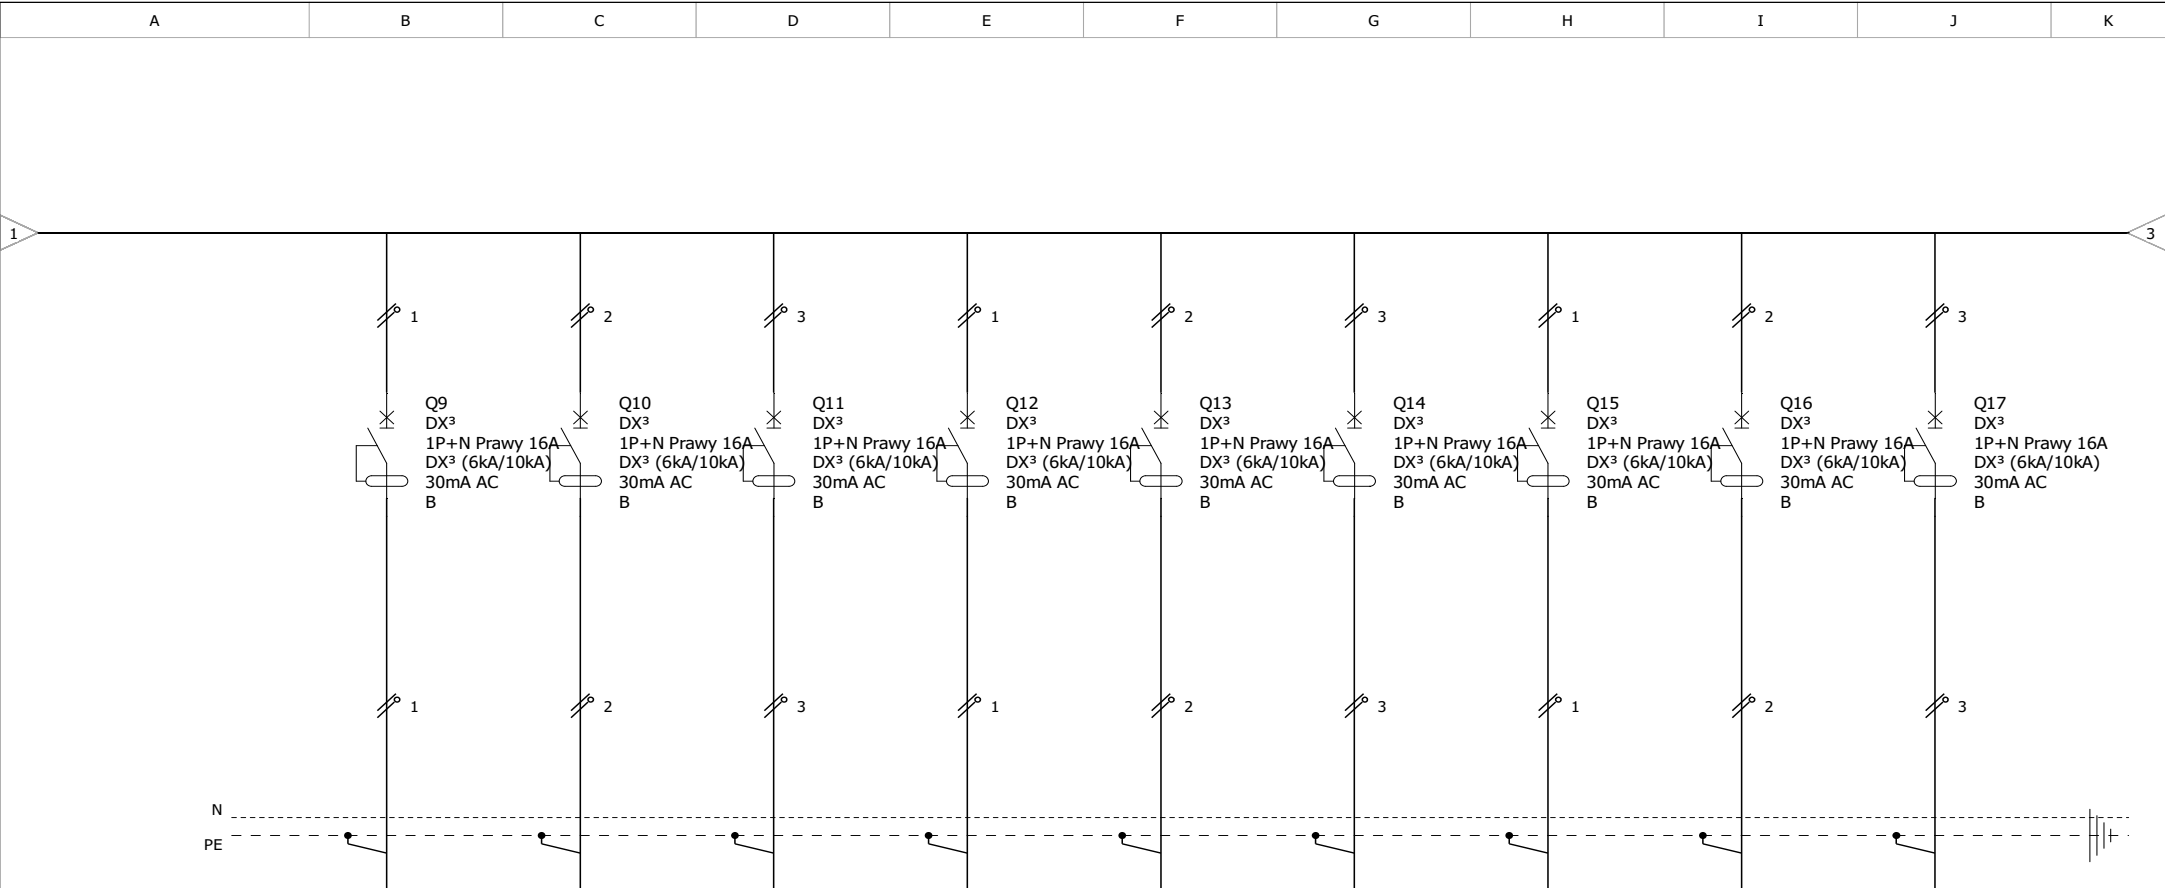 A B C D E F G H I J K
1 3
1 2 3 1 2 3 1 2 3
Q9
DX³
1P+N Prawy 16A
DX³ (6kA/10kA)
30mA AC
B
Q10
DX³
1P+N Prawy 16A
DX³ (6kA/10kA)
30mA AC
B
Q11
DX³
1P+N Prawy 16A
DX³ (6kA/10kA)
30mA AC
B
Q12
DX³
1P+N Prawy 16A
DX³ (6kA/10kA)
30mA AC
B
Q13
DX³
1P+N Prawy 16A
DX³ (6kA/10kA)
30mA AC
B
Q14
DX³
1P+N Prawy 16A
DX³ (6kA/10kA)
30mA AC
B
Q15
DX³
1P+N Prawy 16A
DX³ (6kA/10kA)
30mA AC
B
Q16
DX³
1P+N Prawy 16A
DX³ (6kA/10kA)
30mA AC
B
Q17
DX³
1P+N Prawy 16A
DX³ (6kA/10kA)
30mA AC
B
1 2 3 1 2 3 1 2 3
N
PE